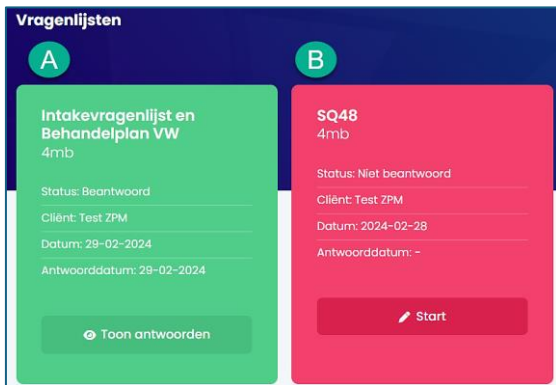 Vragenlijsten
A
B
Intakevragenlijst en
Behandelplan VW
4mb
Status: Beantwoord
Cliënt: Test ZPM
Datum: 29-02-2024
Antwoorddatum: 29-02-2024
Toon antwoorden
SQ48
4mb
Status: Niet beantwoord
Cliënt: Test ZPM
Datum: 2024-02-28
Antwoorddatum: -
Start